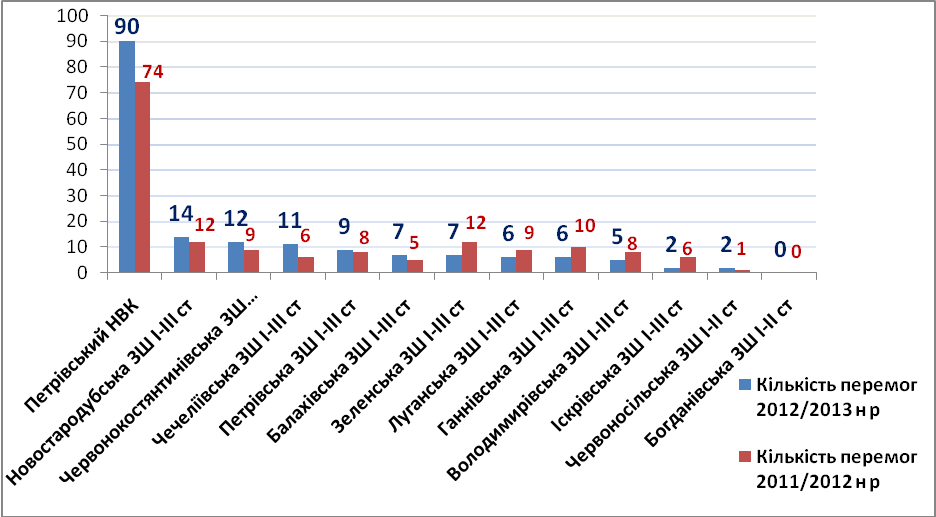 100
90
80
70
60
50
40
30
20
10
0
90
74
14
12
12
9
11
6
9
8
7
5
7
12
6
9
6
10
5
8
2
6
2
1
0
0
Петрівський НВК
Новостародубська ЗШ І-ІІІ ст
Червонокостянтинівська ЗШ...
Чечеліївська ЗШ І-ІІІ ст
Петрівська ЗШ І-ІІІ ст
Балахівська ЗШ І-ІІІ ст
Зеленська ЗШ І-ІІІ ст
Луганська ЗШ І-ІІІ ст
Ганнівська ЗШ І-ІІІ ст
Володимирівська ЗШ І-ІІІ ст
Іскрівська ЗШ І-ІІІ ст
Червоносільська ЗШ І-ІІ ст
Богданівська ЗШ І-ІІ ст
Кількість перемог
2012/2013 н р
Кількість перемог
2011/2012 н р